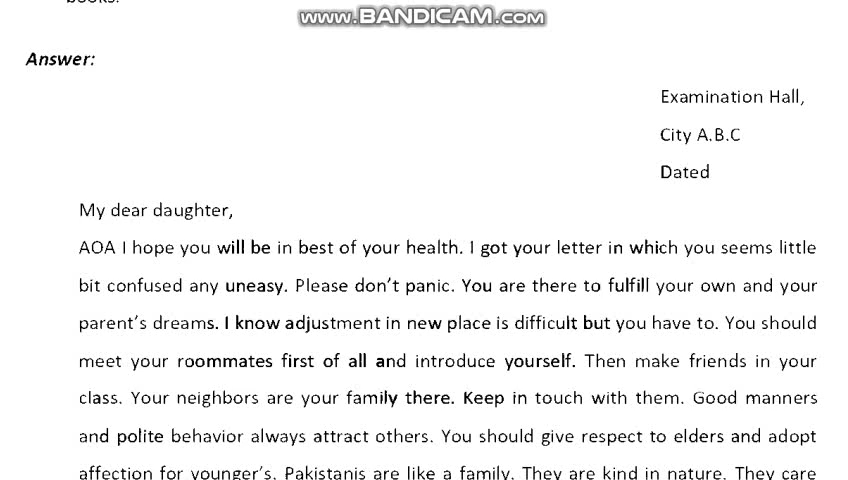 books.
www.BANDICAM.com
Answer:
Examination Hall,
City A.B.C
Dated
My dear daughter,
AOA I hope you will be in best of your health. I got your letter in which you seems little
bit confused any uneasy. Please don’t panic. You are there to fulfill your own and your
parent’s dreams. I know adjustment in new place is difficult but you have to. You should
meet your roommates first of all and introduce yourself. Then make friends in your
class. Your neighbors are your family there. Keep in touch with them. Good manners
and polite behavior always attract others. You should give respect to elders and adopt
affection for younger’s. Pakistanis are like a family. They are kind in nature. They care